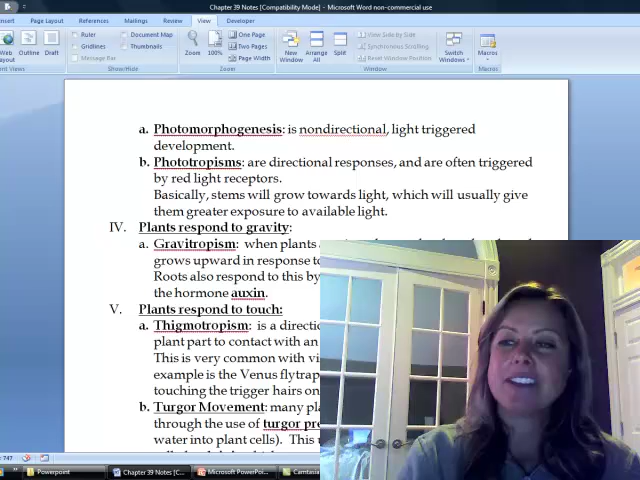 Chapter 39 Notes [Compatibility Mode] - Microsoft Word non-commercial use
Insert Page Layout References Mailings Review View Developer
Web Layout Outline Draft
Ruler Document Map
Gridlines Thumbnails
Message Bar
Show/Hide
Zoom 100% One Page
Two Pages
Page Width
Zoom
New Window Arrange All Split
View Side by Side
Synchronous Scrolling
Reset Window Position
Window
Switch Windows
Macros
Macros
a. Photomorphogenesis: is nondirectional, light triggered
development.
b. Phototropisms: are directional responses, and are often triggered
by red light receptors.
Basically, stems will grow towards light, which will usually give
them greater exposure to available light.
IV. Plants respond to gravity:
a. Gravitropism: when plants
grows upward in response to
Roots also respond to this by
the hormone auxin.
V. Plants respond to touch:
a. Thigmotropism: is a directi
plant part to contact with an
This is very common with vi
example is the Venus flytrap
touching the trigger hairs on
b. Turgor Movement: many pla
through the use of turgor pre
water into plant cells). This
747
Powerpoint
Chapter 39 Notes [C...
Microsoft PowerPo...
Camtasia